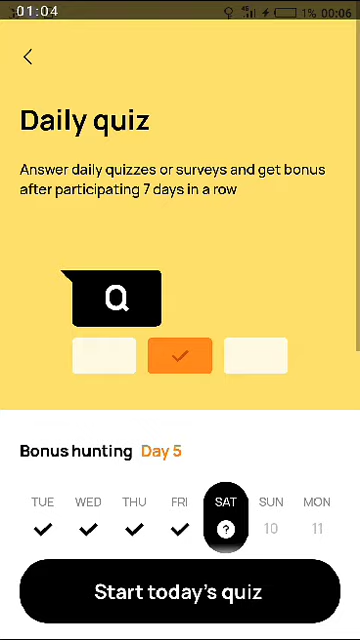 01:04
4G 1% 00:06
Daily quiz
Answer daily quizzes or surveys and get bonus
after participating 7 days in a row
Q
Bonus hunting Day 5
TUE WED THU FRI SAT SUN MON
? 10 11
Start today's quiz